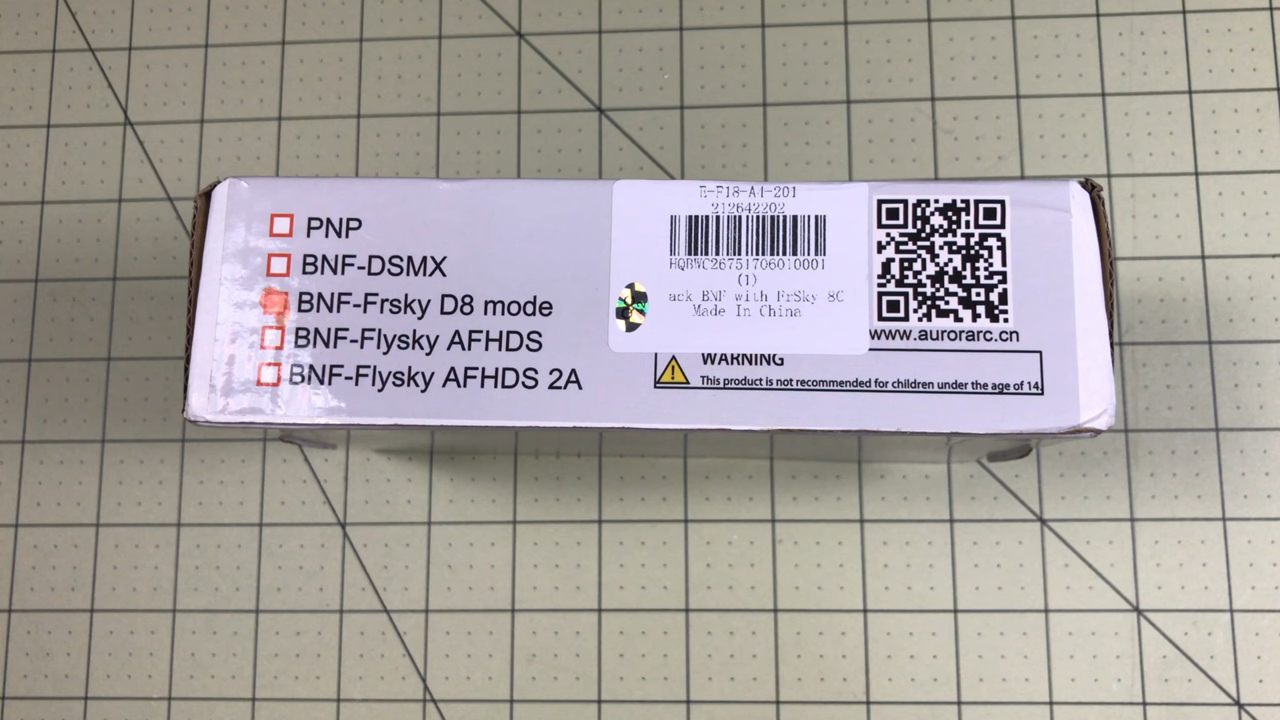 PNP
BNF-DSMX
BNF-Frsky D8 mode
BNF-Flysky AFHDS
BNF-Flysky AFHDS 2A
E-F18-A4-201
212642202
HQBWC26751706010001
(1)
ack BNF with FrSky 8C
Made In China
www.aurorarc.cn
WARNING
This product is not recommended for children under the age of 14.